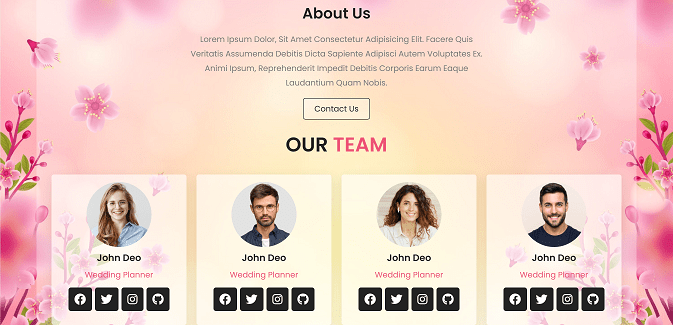 About Us
Lorem Ipsum Dolor, Sit Amet Consectetur Adipisicing Elit. Facere Quis
Veritatis Assumenda Debitis Dicta Sapiente Adipisci Autem Voluptates Ex.
Animi Ipsum, Reprehenderit Impedit Debitis Corporis Earum Eaque
Laudantium Quam Nobis.
Contact Us
OUR TEAM
John Deo John Deo John Deo John Deo
Wedding Planner Wedding Planner Wedding Planner Wedding Planner